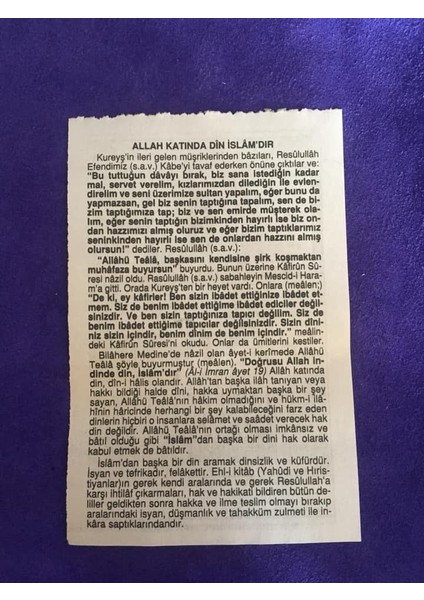 ALLAH KATINDA DİN İSLÂM'DIR
Kureyş'in ileri gelen müşriklerinden bâzıları, Resûlullâh
Efendimiz (s.a.v.) Kâbe'yi tavaf ederken önüne çıktılar ve:
"Bu tuttuğun dâvâyı bırak, biz sana istediğin kadar
mal, servet verelim, kızlarımızdan dilediğin ile evlen-
direlim ve seni üzerimize sultan yapalım, eğer bunu da
yapmazsan, gel biz senin taptığına tapalım, sen de bi-
zim taptığımıza tap; biz ve sen emirde müşterek ola-
lım, eğer senin taptığın bizimkinden hayırlı ise biz on-
dan hazzımızı almış oluruz ve eğer bizim taptıklarımız
seninkinden hayırlı ise sen de onlardan hazzını almış
olursun!" dediler. Resûlullâh (s.a.v.):
"Allâhü Teâlâ, başkasını kendisine şirk koşmaktan
muhâfaza buyursun" buyurdu. Bunun üzerine Kâfirûn Sû-
resi nâzil oldu. Rasûlullâh (s.a.v.) sabahleyin Mescid-i Hara-
m'a gitti. Orada Kureyş'ten bir heyet vardı. Onlara (meâlen:)
"De ki, ey kâfirler! Ben sizin ibâdet ettiğinize ibâdet et-
mem. Siz de benim ibâdet ettiğime ibâdet ediciler değil-
siniz. Ve ben sizin taptığınıza tapıcı değilim. Siz de
benim ibâdet ettiğime tapıcılar değilsinizdir. Sizin dîni-
niz sizin içindir, benim dînim de benim içindir." meâlin-
deki Kâfirûn Sûresi'ni okudu. Onlar da ümitlerini kestiler.
Bilâhere Medine'de nâzil olan âyet-i kerimede Allâhü
Teâlâ şöyle buyurmuştur (meâlen). "Doğrusu Allah in-
dinde din, İslam'dır" (Al-i İmran âyet 19) Allâh katında
din, dîn-i hâlis olandır. Allâh'tan başka ilah tanıyan veya
hakkı bildiği halde dini, hakka uymaktan başka bir şey
sayan, Allâhü Teâlâ'nın hâkim olmadığını ve hükm-i İlâ-
hînin hâricinde herhangi bir şey kalabileceğini farz eden
dinlerin hiçbiri o insanlara selâmet ve saâdet verecek hak
din değildir. Allâhü Teâlâ'nın ortağı olması imkânsız ve
bâtıl olduğu gibi "İslâm"dan başka bir dini hak olarak
kabul etmek de bâtıldır.
İslâm'dan başka bir din aramak dinsizlik ve küfürdür.
İsyan ve tefrikadır, felâkettir. Ehl-i kitâb (Yahûdi ve Hıris-
tiyanlar)ın gerek kendi aralarında ve gerek Resûlullah'a
karşı ihtilâf çıkarmaları, hak ve hakikati bildiren bütün de-
liller geldikten sonra hakka ve ilme teslim olmayı bırakıp
aralarındaki isyan, düşmanlık ve tahakküm zulmeti ile in-
kâra saptıklarındandır.